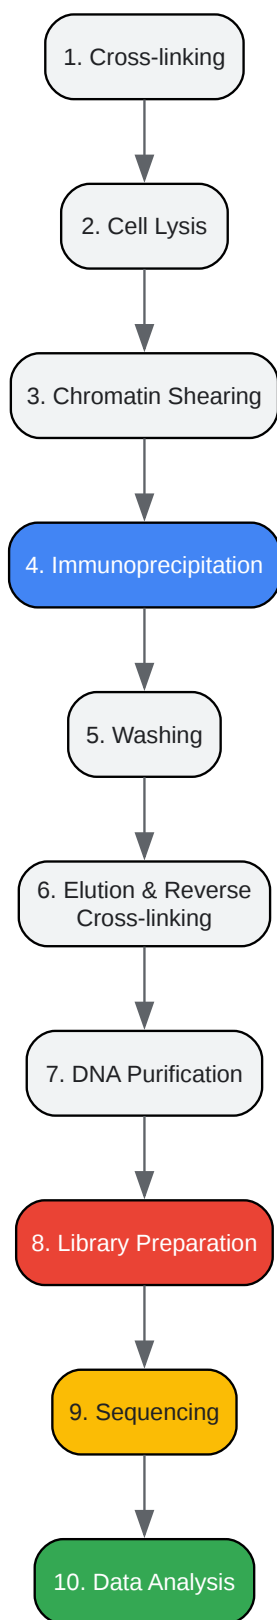 1. Cross-linking
2. Cell Lysis
3. Chromatin Shearing
4. Immunoprecipitation
5. Washing
6. Elution & Reverse
Cross-linking
7. DNA Purification
8. Library Preparation
9. Sequencing
10. Data Analysis